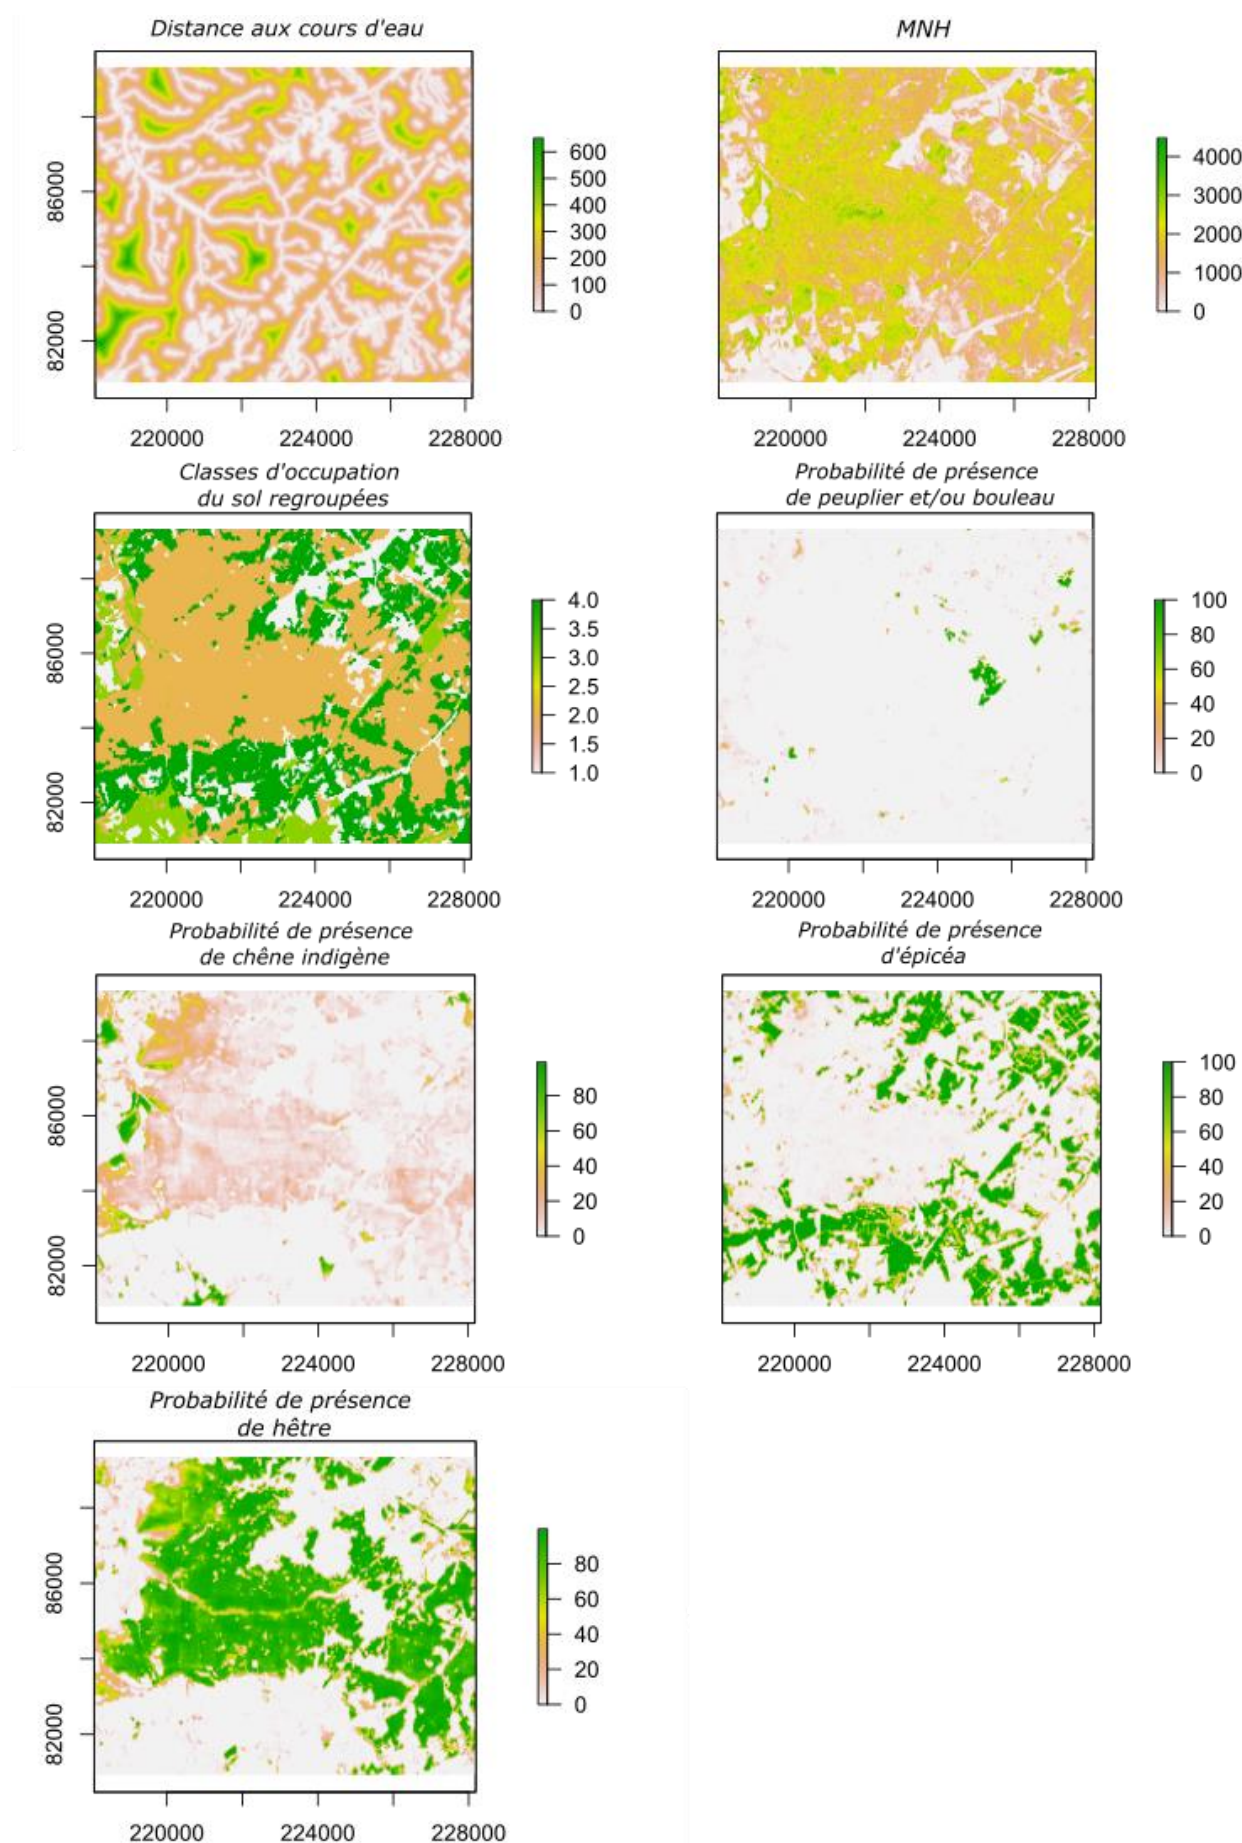 Distance aux cours d'eau
MNH
86000
82000
600
500
400
300
200
100
0
4000
3000
2000
1000
0
220000 224000 228000
220000 224000 228000
Classes d'occupation
du sol regroupées
Probabilité de présence
de peuplier et/ou bouleau
86000
82000
4.0
3.5
3.0
2.5
2.0
1.5
1.0
100
80
60
40
20
0
220000 224000 228000
220000 224000 228000
Probabilité de présence
de chêne indigène
Probabilité de présence
d'épicéa
86000
82000
80
60
40
20
0
100
80
60
40
20
0
220000 224000 228000
220000 224000 228000
Probabilité de présence
de hêtre
86000
82000
80
60
40
20
0
220000 224000 228000